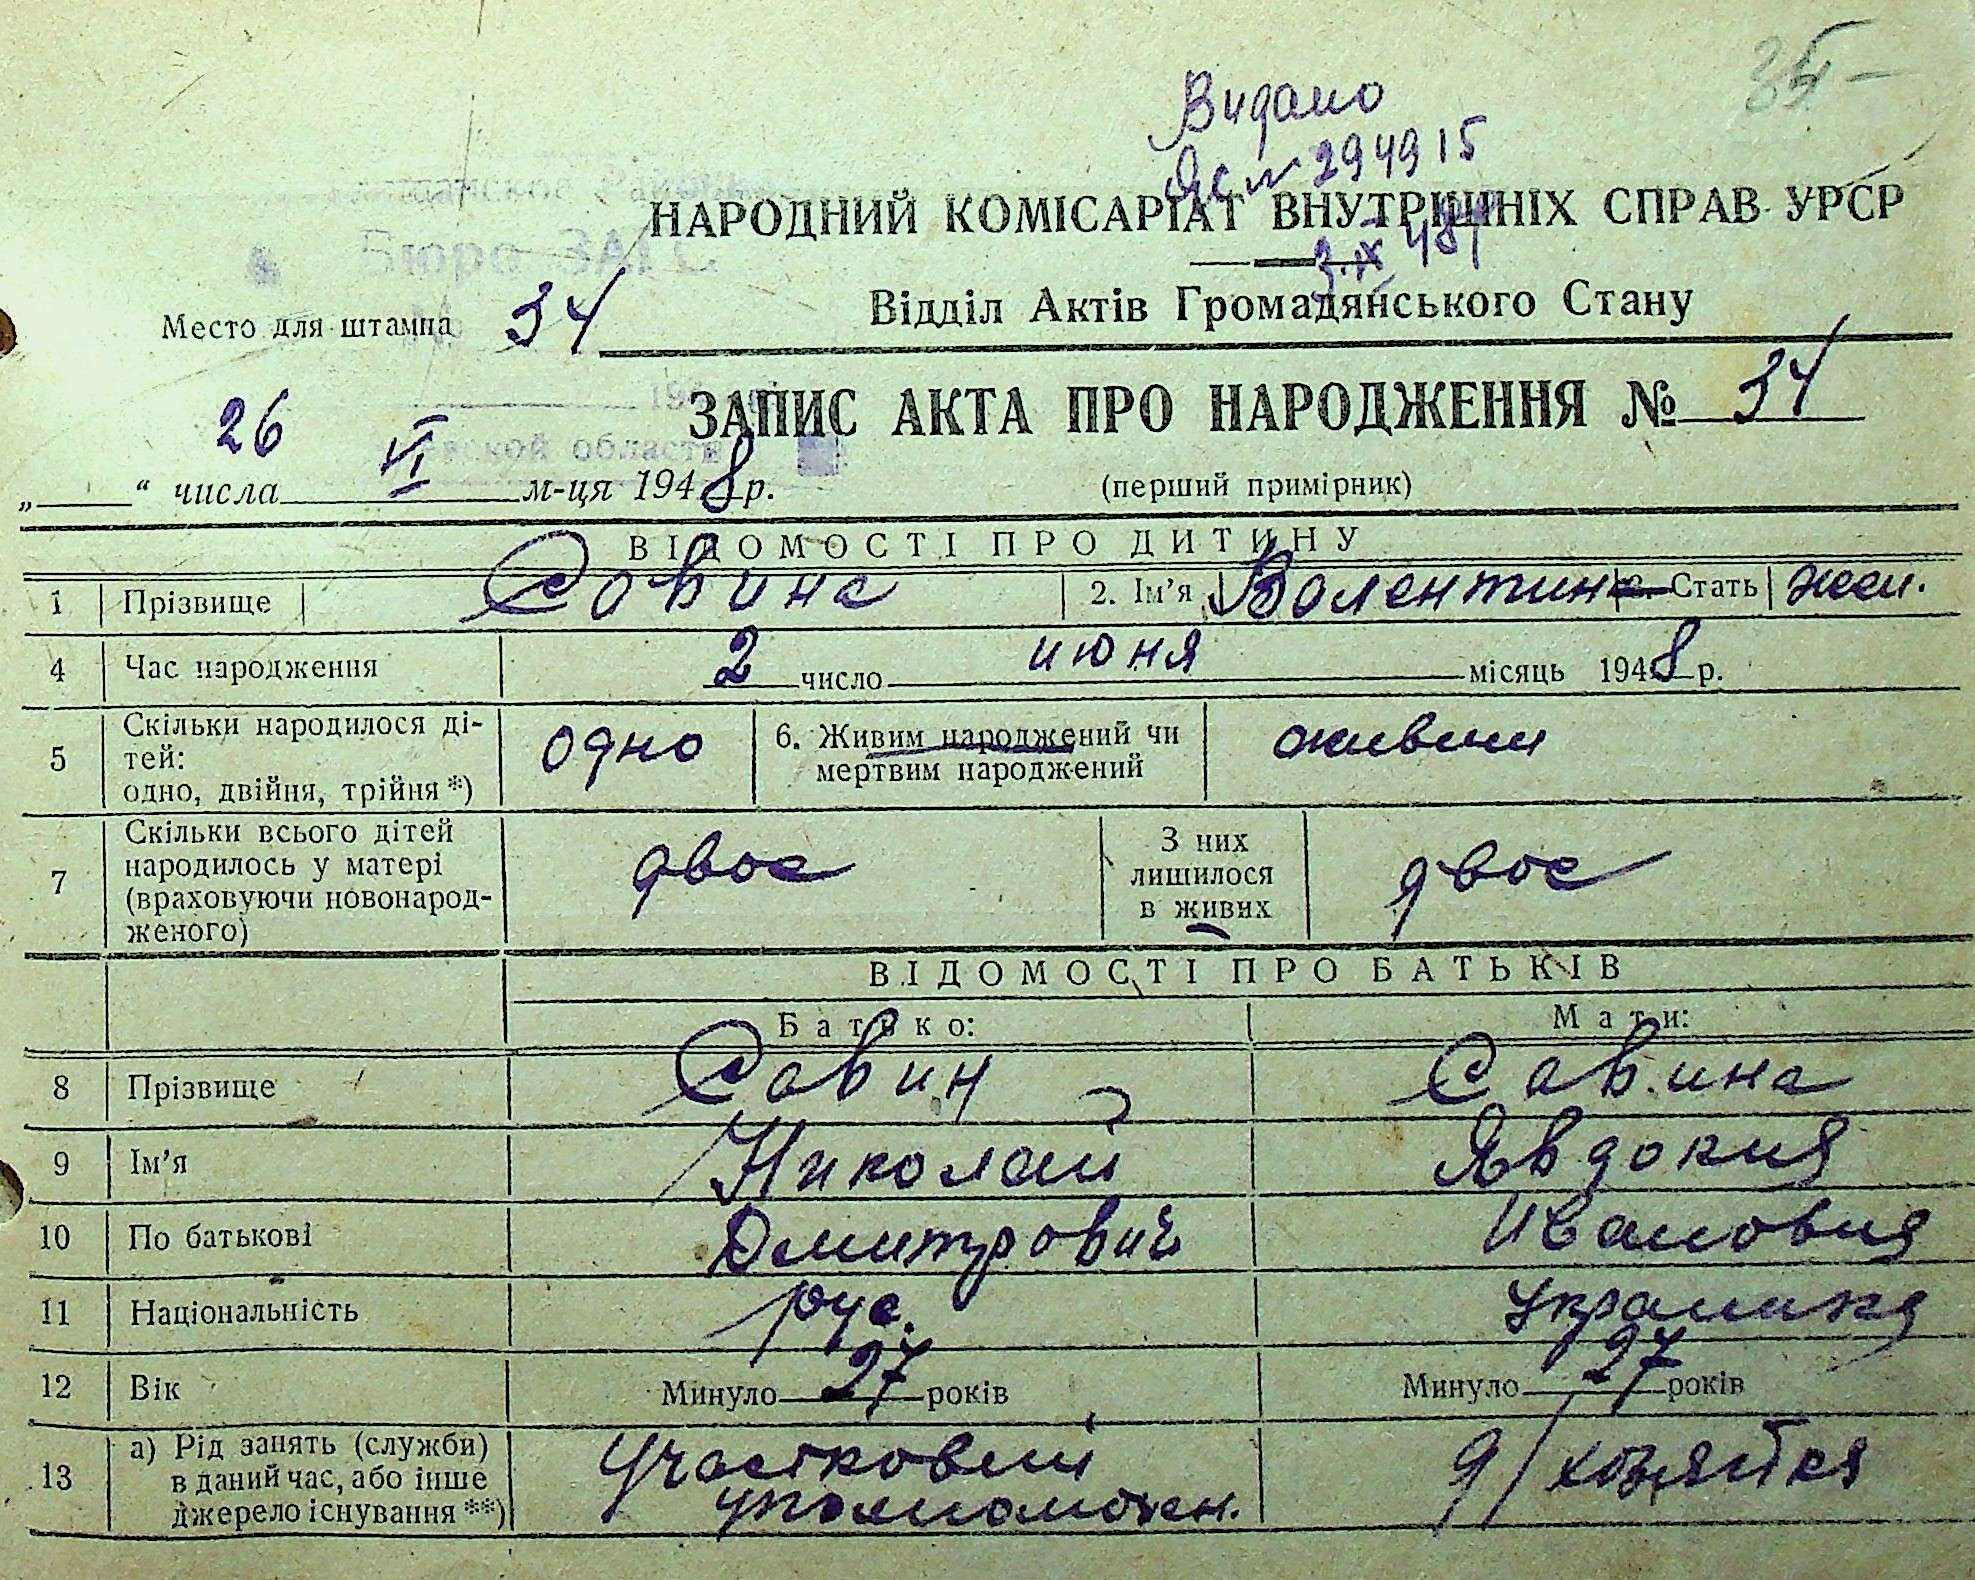 35
Видано
294915
НАРОДНИЙ КОМІСАРІАТ ВНУТРІШНІХ СПРАВ УРСР
3.ІХ 48
Бюро ЗАГС
Место для штампа 34 Відділ Актів Громадянського Стану
ЗАПИС АКТА ПРО НАРОДЖЕННЯ № 34
области
„ 26 “ числа VI м-ця 1948 р. (перший примірник)
ВІДОМОСТІ ПРО ДИТИНУ
1 Прізвище Савина 2. Ім’я Валентина 3. Стать жен.
4 Час народження 2 число июня місяць 1948 р.
5 Скільки народилося ді-
тей:
одно, двійня, трійня *) одно 6. Живим народжений чи
мертвим народжений живим
7 Скільки всього дітей
народилось у матері
(враховуючи новонарод-
женого) двое З них
лишилося
в живих двое
ВІДОМОСТІ ПРО БАТЬКІВ
Батько: Мати:
8 Прізвище Савин Савина
9 Ім’я Николай Явдокия
10 По батькові Дмитрович Ивановия
11 Національність рус. Украинка
12 Вік Минуло 27 років Минуло 27 років
13 а) Рід занять (служби)
в даний час, або інше
джерело існування **) Участковий
уполномочен. д/хозяйка